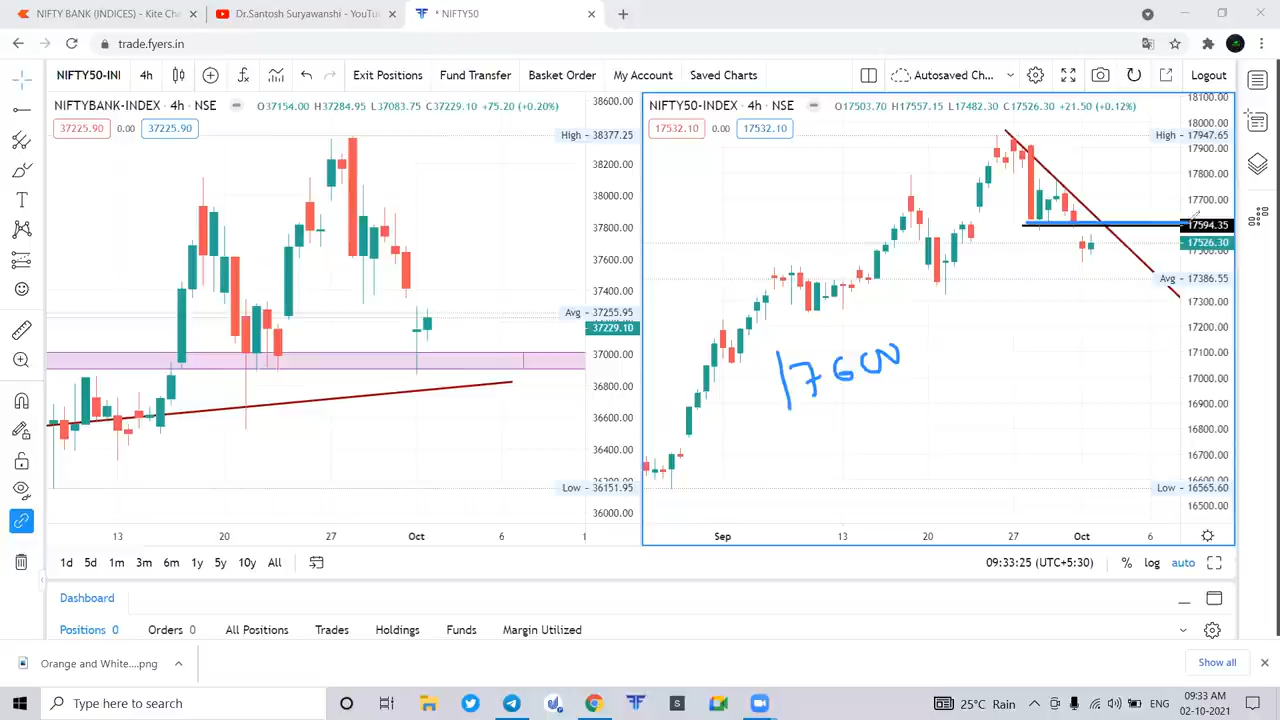 NIFTY BANK (INDICES) - Kite Cha
Dr.Santosh Suryawanshi - YouTu
* NIFTY50
trade.fyers.in
NIFTY50-INI
4h
Exit Positions
Fund Transfer
Basket Order
My Account
Saved Charts
Autosaved Ch...
Logout
NIFTYBANK-INDEX • 4h • NSE
O37154.00 H37284.95 L37083.75 C37229.10 +75.20 (+0.20%)
37225.90
0.00
37225.90
38600.00
High - 38377.25
38200.00
38000.00
37800.00
37600.00
37400.00
Avg - 37255.95
37229.10
37000.00
36800.00
36600.00
36400.00
Low - 36151.95
36000.00
13
20
27
Oct
6
1
NIFTY50-INDEX • 4h • NSE
O17503.70 H17557.15 L17482.30 C17526.30 +21.50 (+0.12%)
17532.10
0.00
17532.10
18100.00
18000.00
High - 17947.65
17900.00
17800.00
17700.00
17594.35
17526.30
Avg - 17386.55
17300.00
17200.00
17100.00
17000.00
16900.00
16800.00
16700.00
Low - 16565.60
16500.00
17600
Sep
13
20
27
Oct
6
1d
5d
1m
3m
6m
1y
5y
10y
All
09:33:25 (UTC+5:30)
%
log
auto
Dashboard
Positions 0
Orders 0
All Positions
Trades
Holdings
Funds
Margin Utilized
Orange and White....png
Show all
Type here to search
25°C Rain
ENG
09:33 AM
02-10-2021